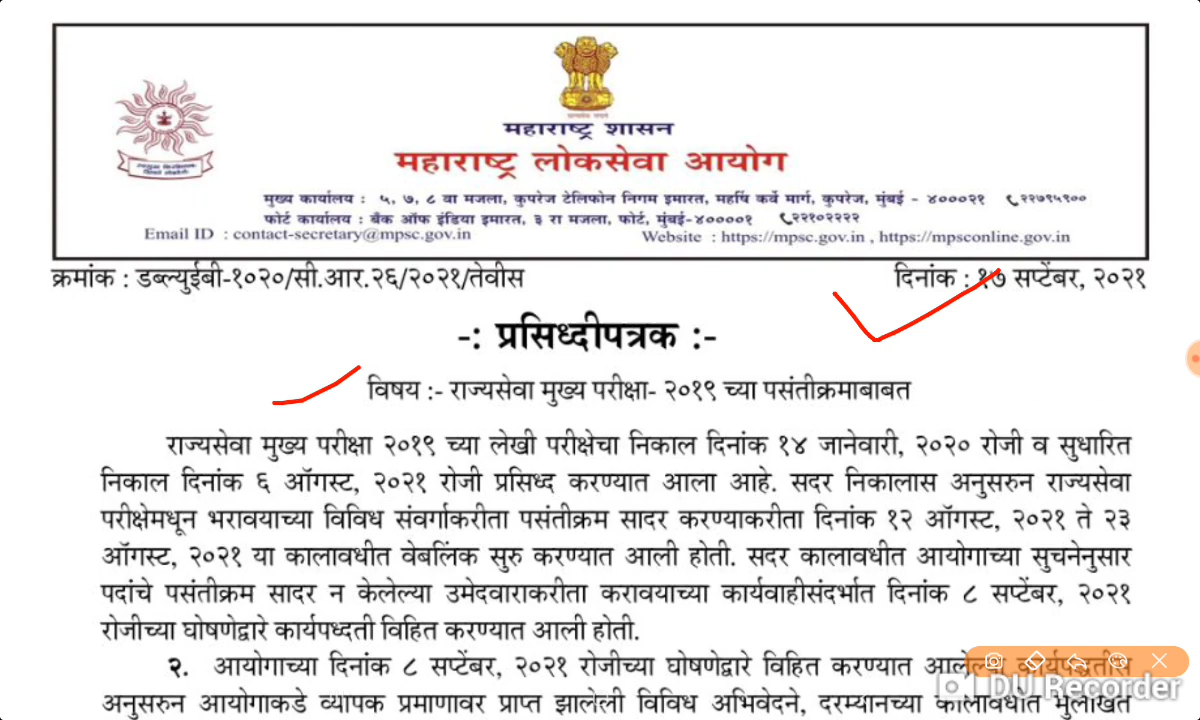 महाराष्ट्र शासन
महाराष्ट्र लोकसेवा आयोग
मुख्य कार्यालय : ५, ७, ८ वा मजला, कुपरेज टेलिफोन निगम इमारत, महर्षि कर्वे मार्ग, कुपरेज, मुंबई - ४०००२१ २२७९५९००
फोर्ट कार्यालय : बँक ऑफ इंडिया इमारत, ३ रा मजला, फोर्ट, मुंबई-४००००१ २२१०२२२२
Email ID : contact-secretary@mpsc.gov.in Website : https://mpsc.gov.in , https://mpsconline.gov.in
क्रमांक : डब्ल्युईबी-१०२०/सी.आर.२६/२०२१/तेवीस दिनांक : १७ सप्टेंबर, २०२१
-: प्रसिध्दीपत्रक :-
विषय :- राज्यसेवा मुख्य परीक्षा- २०१९ च्या पसंतीक्रमाबाबत
राज्यसेवा मुख्य परीक्षा २०१९ च्या लेखी परीक्षेचा निकाल दिनांक १४ जानेवारी, २०२० रोजी व सुधारित
निकाल दिनांक ६ ऑगस्ट, २०२१ रोजी प्रसिध्द करण्यात आला आहे. सदर निकालास अनुसरुन राज्यसेवा
परीक्षेमधून भरावयाच्या विविध संवर्गाकरीता पसंतीक्रम सादर करण्याकरीता दिनांक १२ ऑगस्ट, २०२१ ते २३
ऑगस्ट, २०२१ या कालावधीत वेबलिंक सुरु करण्यात आली होती. सदर कालावधीत आयोगाच्या सुचनेनुसार
पदांचे पसंतीक्रम सादर न केलेल्या उमेदवाराकरीता करावयाच्या कार्यवाहीसंदर्भात दिनांक ८ सप्टेंबर, २०२१
रोजीच्या घोषणेद्वारे कार्यपध्दती विहित करण्यात आली होती.
२. आयोगाच्या दिनांक ८ सप्टेंबर, २०२१ रोजीच्या घोषणेद्वारे विहित करण्यात आलेल्या कार्यपध्दतीस
अनुसरुन आयोगाकडे व्यापक प्रमाणावर प्राप्त झालेली विविध अभिवेदने, दरम्यानच्या कालावधीत मुलाखत
DU Recorder